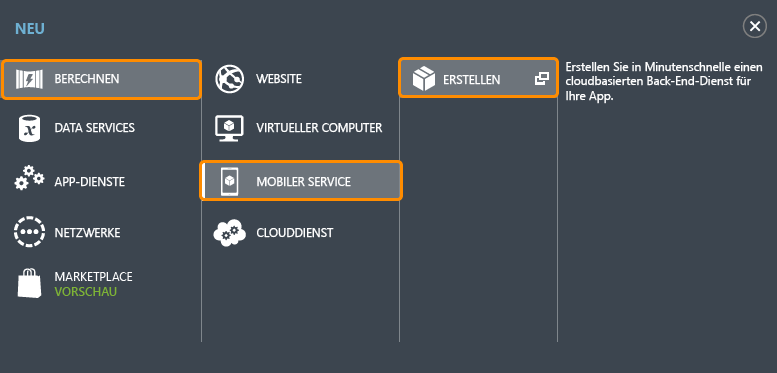 NEU
BERECHNEN
DATA SERVICES
APP-DIENSTE
NETZWERKE
MARKETPLACE
VORSCHAU
WEBSITE
VIRTUELLER COMPUTER
MOBILER SERVICE
CLOUDDIENST
ERSTELLEN
Erstellen Sie in Minutenschnelle einen
cloudbasierten Back-End-Dienst für
Ihre App.